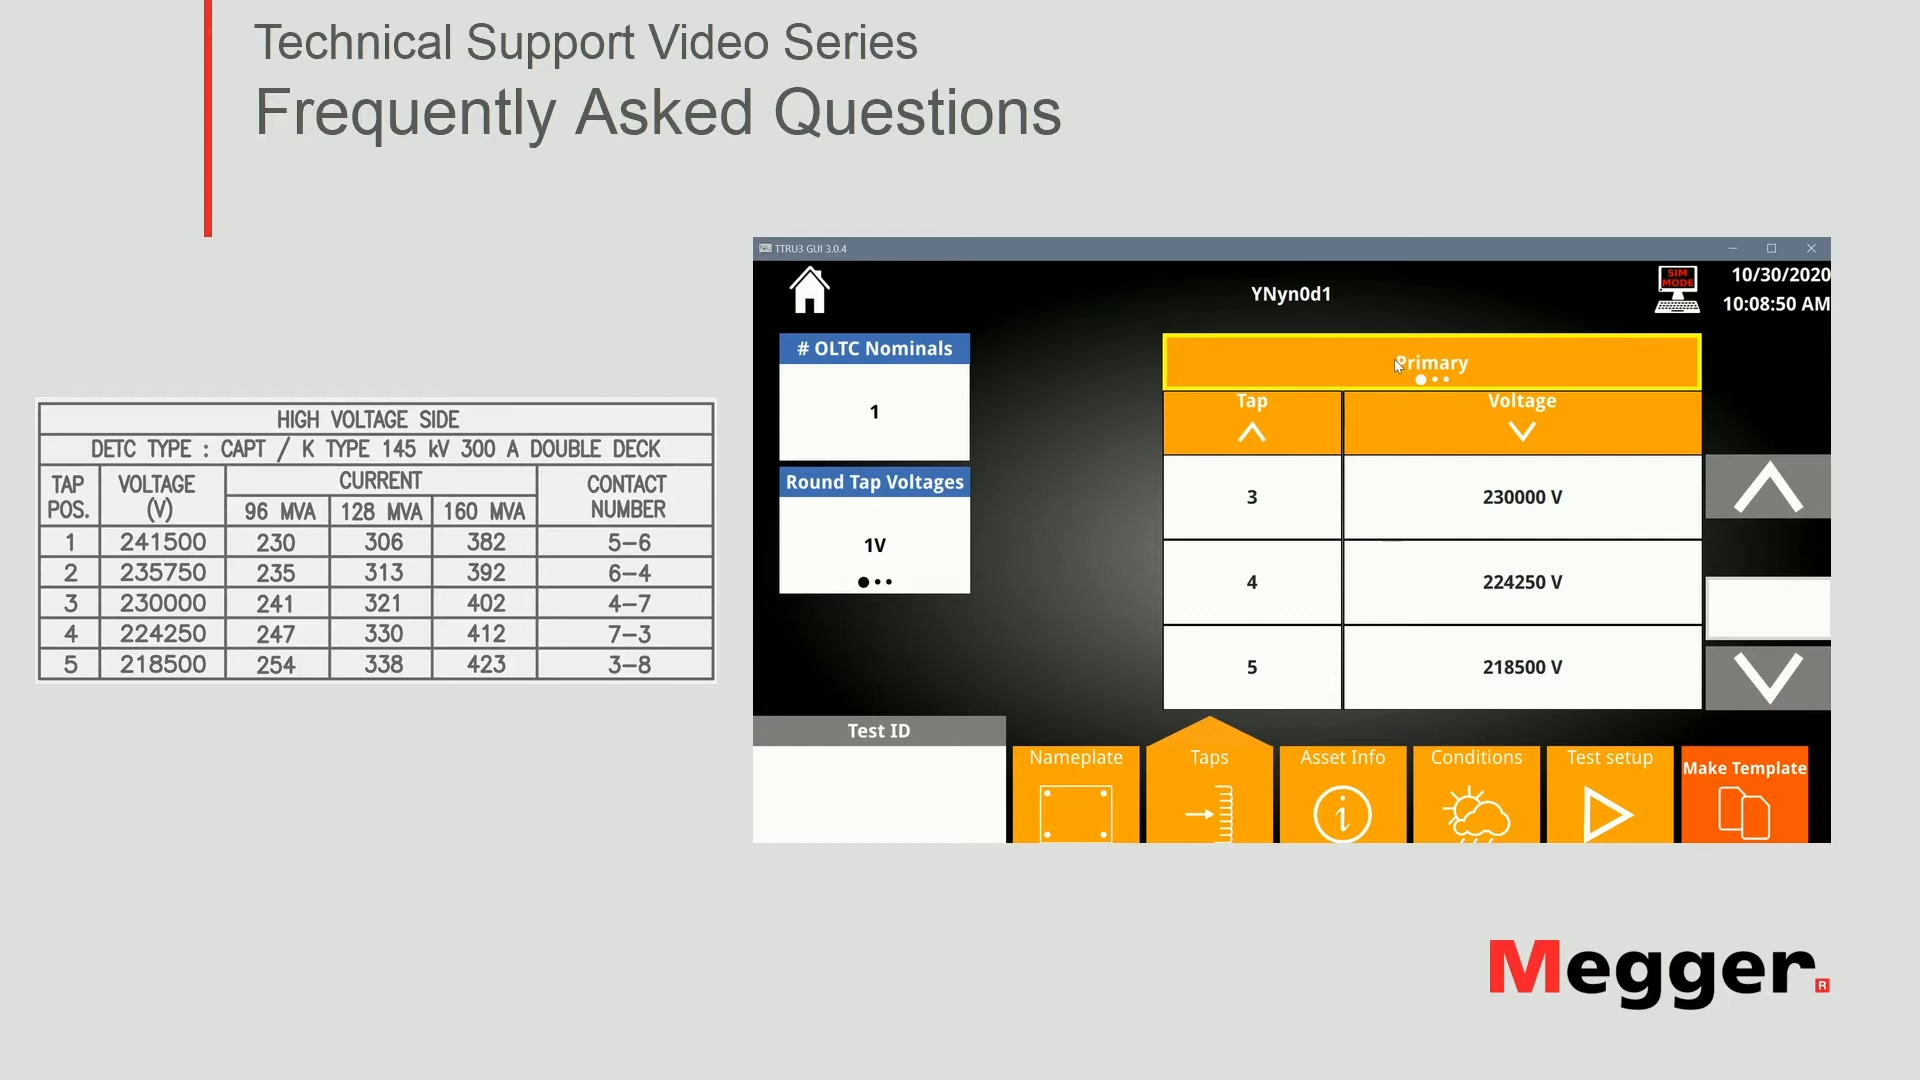 Technical Support Video Series
Frequently Asked Questions
HIGH VOLTAGE SIDE
DETC TYPE : CAPT / K TYPE 145 kV 300 A DOUBLE DECK
TAP POS. VOLTAGE (V) CURRENT CONTACT NUMBER
96 MVA 128 MVA 160 MVA
1 241500 230 306 382 5-6
2 235750 235 313 392 6-4
3 230000 241 321 402 4-7
4 224250 247 330 412 7-3
5 218500 254 338 423 3-8
TTRU3 GUI 3.0.4
YNyn0d1
SIM MODE
10/30/2020
10:08:50 AM
# OLTC Nominals
1
Round Tap Voltages
1V
Primary
Tap Voltage
3 230000 V
4 224250 V
5 218500 V
Test ID
Nameplate
Taps
Asset Info
Conditions
Test setup
Make Template
Megger R